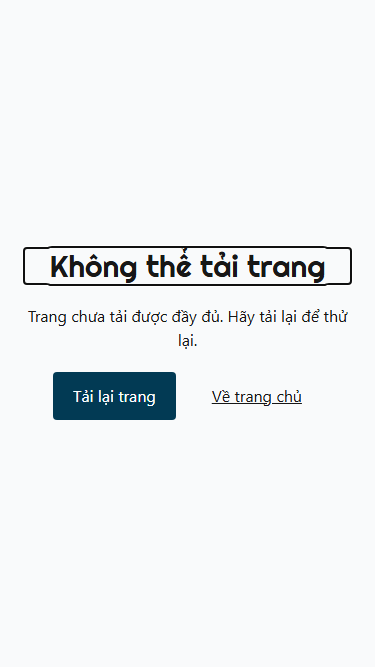 Không thể tải trang
Trang chưa tải được đầy đủ. Hãy tải lại để thử
lại.
Tải lại trang
Về trang chủ